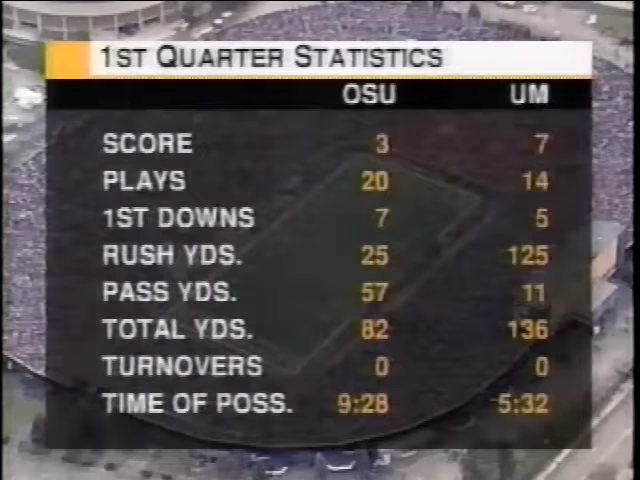 1ST QUARTER STATISTICS
OSU UM
SCORE 3 7
PLAYS 20 14
1ST DOWNS 7 5
RUSH YDS. 25 125
PASS YDS. 57 11
TOTAL YDS. 82 136
TURNOVERS 0 0
TIME OF POSS. 9:28 5:32